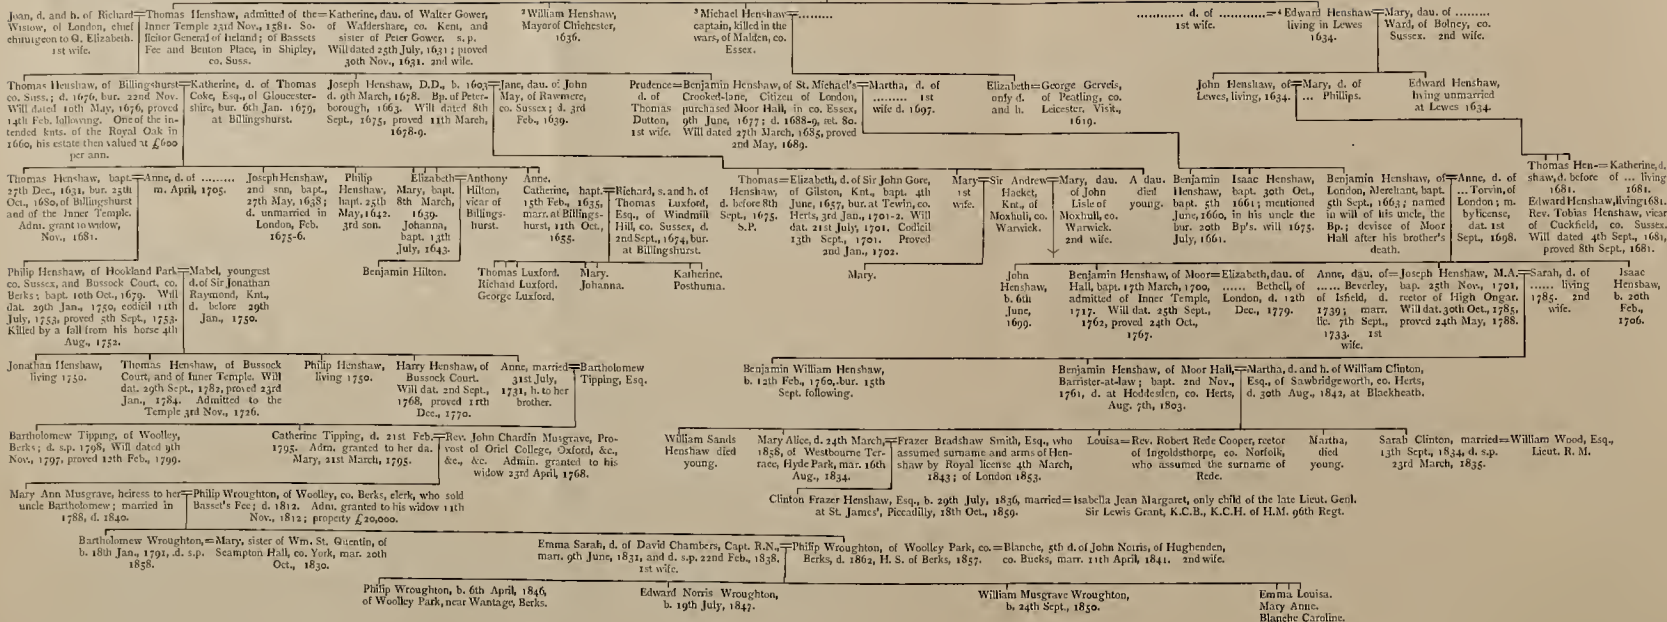 Joan, d. and h. of Richard
Wistow, of London, chief
chirurgeon to Q. Elizabeth.
1st wife.
Thomas Henshaw, admitted of the
Inner Temple 23rd Nov., 1581. So-
licitor General of Ireland; of Bassets
Fee and Benton Place, in Shipley,
co. Suss.
=Katherine, dau. of Walter Gower,
of Waldershare, co. Kent, and
sister of Peter Gower. s. p.
Will dated 25th July, 1631; proved
30th Nov., 1631. 2nd wife.
² William Henshaw,
Mayor of Chichester,
1636.
³ Michael Henshaw=.........
captain, killed in the
wars, of Malden, co.
Essex.
............ d. of ............=
1st wife.
⁴ Edward Henshaw
living in Lewes
1634.
=Mary, dau. of ........
Ward, of Bolney, co.
Sussex. 2nd wife.
Thomas Henshaw, of Billinghurst
co. Suss.; d. 1676, bur. 22nd Nov.
Will dated 10th May, 1676, proved
14th Feb. following. One of the in-
tended knts. of the Royal Oak in
1660, his estate then valued at £600
per ann.
=Katherine, d. of Thomas
Coke, Esq., of Gloucester-
shire, bur. 6th Jan. 1679,
at Billingshurst.
Joseph Henshaw, D.D., b. 1603
d. 9th March, 1678. Bp. of Peter-
borough, 1663. Will dated 8th
Sept., 1675, proved 11th March,
1678-9.
=Jane, dau. of John
May, of Rawmere,
co. Sussex; d. 3rd
Feb., 1639.
Prudence=
d. of
Thomas
Dutton,
1st wife.
Benjamin Henshaw, of St. Michael's
Crooked-lane, Citizen of London,
purchased Moor Hall, in co. Essex,
9th June, 1677; d. 1688-9, æt. 80.
Will dated 27th March, 1685, proved
2nd May, 1689.
=Martha, d. of
......... 1st
wife d. 1697.
Elizabeth=
only d.
and h.
George Gerveis,
of Peatling, co.
Leicester. Visit.,
1619.
John Henshaw, of=
Lewes, living, 1634.
Mary, d. of
... Phillips.
Edward Henshaw,
living unmarried
at Lewes 1634.
Thomas Henshaw, bapt.
27th Dec., 1631, bur. 25th
Oct., 1680, of Billingshurst
and of the Inner Temple.
Adm. grant to widow,
Nov., 1681.
=Anne, d. of ........
m. April, 1705.
Joseph Henshaw,
2nd son, bapt.,
27th May, 1638;
d. unmarried in
London, Feb.
1675-6.
Philip
Henshaw,
bapt. 25th
May, 1642.
3rd son.
Elizabeth=
Mary, bapt.
8th March,
1639.
Johanna,
bapt. 13th
July, 1643.
Anthony
Hilton,
vicar of
Billings-
hurst.
Anne.
Catherine, bapt.
15th Feb., 1635,
marr. at Billings-
hurst, 11th Oct.,
1655.
=Richard, s. and h. of
Thomas Luxford,
Esq., of Windmill
Hill, co. Sussex, d.
2nd Sept., 1674, bur.
at Billingshurst.
Thomas=
Henshaw,
d. before 8th
Sept., 1675.
S.P.
Elizabeth, d. of Sir John Gore,
of Gilston, Knt., bapt. 4th
June, 1657, bur. at Tewin, co.
Herts, 3rd Jan., 1701-2. Will
dat. 21st July, 1701. Codicil
13th Sept., 1701. Proved
2nd Jan., 1702.
Mary=
1st
wife.
Sir Andrew=
Hacket,
Knt., of
Moxhull, co.
Warwick.
Mary, dau.
of John
Lisle of
Moxhull, co.
Warwick.
2nd wife.
A dau.
died
young.
Benjamin
Henshaw,
bapt. 5th
June, 1660,
bur. 20th
July, 1661.
Isaac Henshaw,
bapt. 30th Oct.,
1661; mentioned
in his uncle the
Bp's. will 1675.
Benjamin Henshaw, of
London, Merchant, bapt.
5th Sept., 1663; named
in will of his uncle, the
Bp.; devisee of Moor
Hall after his brother's
death.
=Anne, d. of
... Torvin, of
London; m.
by license,
dat. 1st
Sept., 1698.
Thomas Hen-=
shaw, d. before
1681.
Katherine, d.
of ... living
1681.
Edward Henshaw, living 1681.
Rev. Tobias Henshaw, vicar
of Cuckfield, co. Sussex.
Will dated 4th Sept., 1681,
proved 8th Sept., 1681.
Philip Henshaw, of Hookland Park
co. Sussex, and Bussock Court, co.
Berks; bapt. 10th Oct., 1679. Will
dat. 29th Jan., 1750, codicil 11th
July, 1753, proved 5th Sept., 1753.
Killed by a fall from his horse 4th
Aug., 1752.
=Mabel, youngest
d. of Sir Jonathan
Raymond, Knt.,
d. before 29th
Jan., 1750.
Benjamin Hilton.
Thomas Luxford.
Richard Luxford.
George Luxford.
Mary.
Johanna.
Katherine.
Posthuma.
Mary.
John
Henshaw,
b. 6th
June,
1699.
Benjamin Henshaw, of Moor=
Hall, bapt. 17th March, 1700,
admitted of Inner Temple,
1717. Will dat. 25th Sept.,
1762, proved 24th Oct.,
1767.
Elizabeth, dau. of
...... Bethell, of
London, d. 12th
Dec., 1779.
Anne, dau. of=
...... Beverley,
of Isfield, d.
1739; marr.
lic. 7th Sept.,
1733. 1st
wife.
Joseph Henshaw, M.A.
bapt. 25th Nov., 1701,
rector of High Ongar.
Will dat. 30th Oct., 1785,
proved 24th May, 1788.
=Sarah, d. of
...... living
1785. 2nd
wife.
Isaac
Henshaw,
b. 20th
Feb.,
1706.
Jonathan Henshaw,
living 1750.
Thomas Henshaw, of Bussock
Court, and of Inner Temple. Will
dat. 29th Sept., 1782, proved 23rd
Jan., 1784. Admitted to the
Temple 3rd Nov., 1726.
Philip Henshaw,
living 1750.
Harry Henshaw, of
Bussock Court.
Will dat. 2nd Sept.,
1768, proved 11th
Dec., 1770.
Anne, married=
31st July,
1731, h. to her
brother.
Bartholomew
Tipping, Esq.
Benjamin William Henshaw,
b. 12th Feb., 1760, bur. 15th
Sept. following.
Benjamin Henshaw, of Moor Hall,
Barrister-at-law; bapt. 2nd Nov.,
1761, d. at Hoddesden, co. Herts,
Aug. 7th, 1803.
=Martha, d. and h. of William Clinton,
Esq., of Sawbridgeworth, co. Herts,
d. 30th Aug., 1842, at Blackheath.
Bartholomew Tipping, of Woolley,
Berks; d. s.p. 1798, Will dated 9th
Nov., 1797, proved 12th Feb., 1799.
Catherine Tipping, d. 21st Feb.
1795. Adm. granted to her da.
Mary, 21st March, 1795.
=Rev. John Chardin Musgrave, Pro-
vost of Oriel College, Oxford, &c.,
&c., &c. Admin. granted to his
widow 23rd April, 1768.
William Sands
Henshaw died
young.
Mary Alice, d. 24th March,
1858, of Westbourne Ter-
race, Hyde Park, mar. 16th
Aug., 1834.
=Frazer Bradshaw Smith, Esq., who
assumed surname and arms of Hen-
shaw by Royal license 4th March,
1843; of London 1853.
Louisa=Rev. Robert Rede Cooper, rector
of Ingoldsthorpe, co. Norfolk,
who assumed the surname of
Rede.
Martha,
died
young.
Sarah Clinton, married=William Wood, Esq.,
13th Sept., 1834, d. s.p.
23rd March, 1835.
Lieut. R. M.
Mary Ann Musgrave, heiress to her
uncle Bartholomew; married in
1788, d. 1840.
=Philip Wroughton, of Woolley, co. Berks, clerk, who sold
Basset's Fee; d. 1812. Adm. granted to his widow 11th
Nov., 1812; property £20,000.
Clinton Frazer Henshaw, Esq., b. 29th July, 1836, married=Isabella Jean Margaret, only child of the late Lieut. Genl.
at St. James', Piccadilly, 18th Oct., 1859.
Sir Lewis Grant, K.C.B., K.C.H. of H.M. 96th Regt.
Bartholomew Wroughton,=Mary, sister of Wm. St. Quentin, of
b. 18th Jan., 1791, d. s.p.
1858.
Scampton Hall, co. York, mar. 20th
Oct., 1830.
Emma Sarah, d. of David Chambers, Capt. R.N.,
marr. 9th June, 1831, and d. s.p. 22nd Feb., 1838.
1st wife.
=Philip Wroughton, of Woolley Park, co.
Berks, d. 1862, H. S. of Berks, 1857.
=Blanche, 5th d. of John Norris, of Hughenden,
co. Bucks, marr. 11th April, 1841. 2nd wife.
Philip Wroughton, b. 6th April, 1846,
of Woolley Park, near Wantage, Berks.
Edward Norris Wroughton,
b. 19th July, 1847.
William Musgrave Wroughton,
b. 24th Sept., 1850.
Emma Louisa.
Mary Anne.
Blanche Caroline.